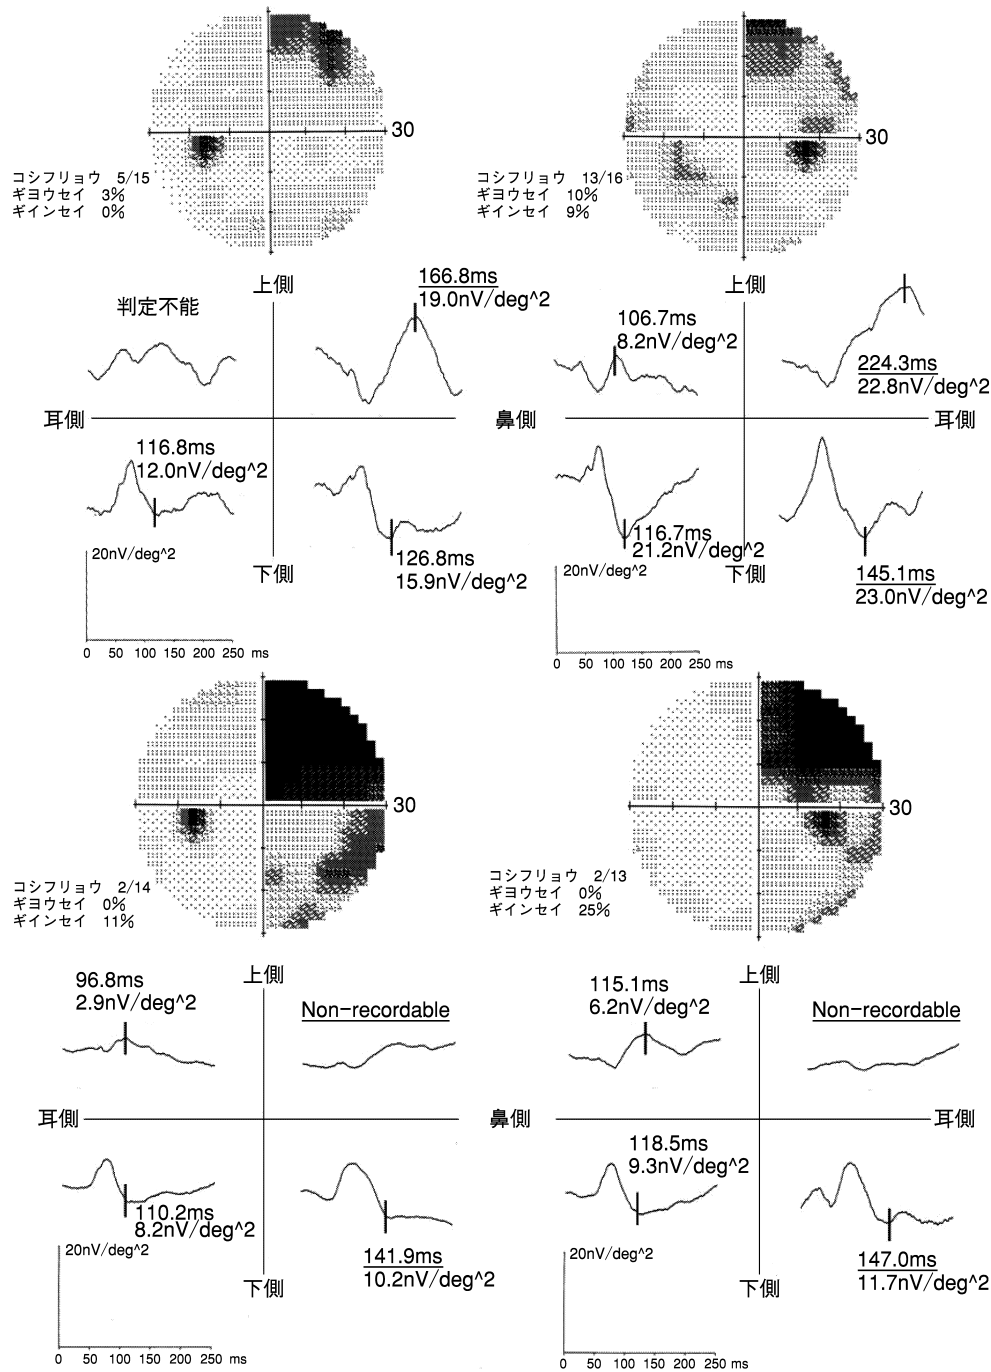 30
コシフリョウ 5/15
ギヨウセイ 3%
ギインセイ 0%
30
コシフリョウ 13/16
ギヨウセイ 10%
ギインセイ 9%
上側
判定不能
166.8ms
19.0nV/deg^2
耳側
116.8ms
12.0nV/deg^2
126.8ms
15.9nV/deg^2
下側
20nV/deg^2
0 50 100 150 200 250 ms
上側
106.7ms
8.2nV/deg^2
224.3ms
22.8nV/deg^2
鼻側
耳側
116.7ms
21.2nV/deg^2
145.1ms
23.0nV/deg^2
下側
20nV/deg^2
0 50 100 150 200 250 ms
30
コシフリョウ 2/14
ギヨウセイ 0%
ギインセイ 11%
30
コシフリョウ 2/13
ギヨウセイ 0%
ギインセイ 25%
上側
96.8ms
2.9nV/deg^2
Non-recordable
耳側
110.2ms
8.2nV/deg^2
141.9ms
10.2nV/deg^2
下側
20nV/deg^2
0 50 100 150 200 250 ms
上側
115.1ms
6.2nV/deg^2
Non-recordable
鼻側
耳側
118.5ms
9.3nV/deg^2
147.0ms
11.7nV/deg^2
下側
20nV/deg^2
0 50 100 150 200 250 ms